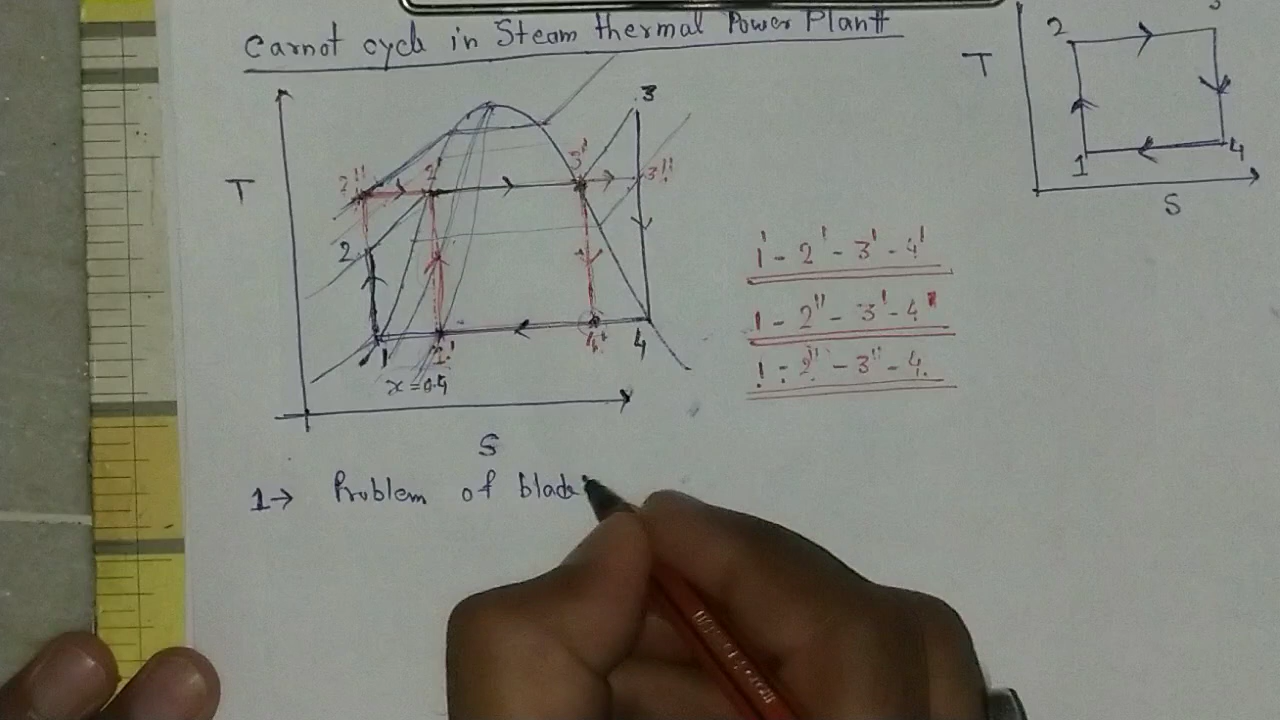 Carnot cycle in Steam thermal Power Plant
T
2'' 2' 3' 3''
3
2
1 4' 4
x=0.4
S
T
2 3
1 4
S
1' - 2' - 3' - 4'
1 - 2'' - 3' - 4'
1 - 2'' - 3'' - 4
1→ Problem of blade